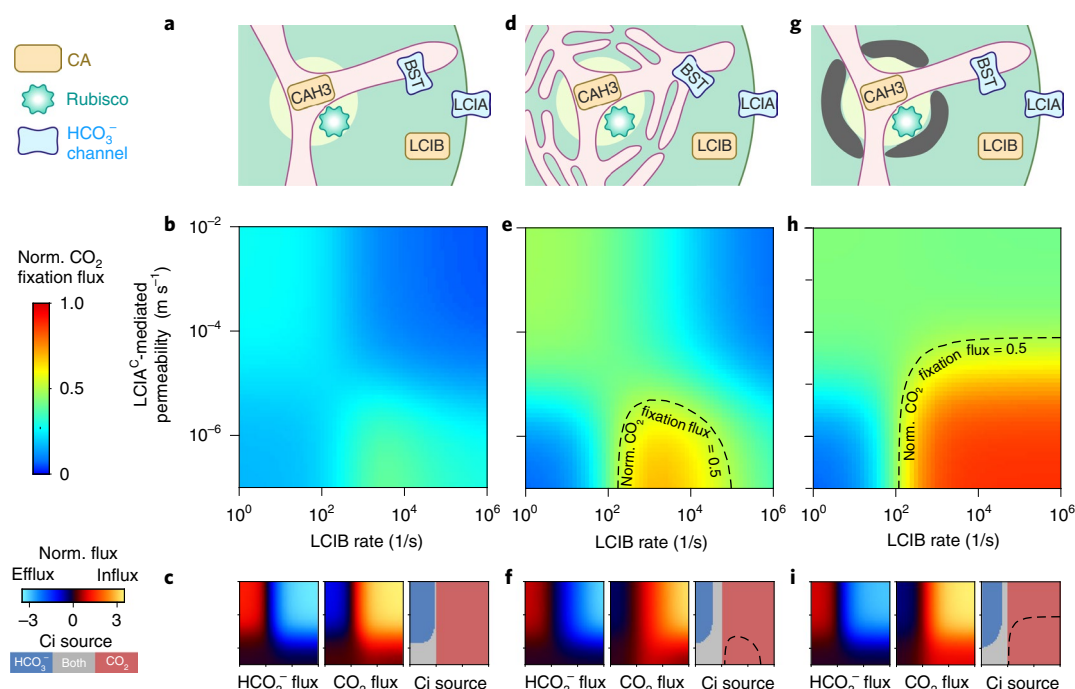 a
d
g
CA
Rubisco
HCO3−
channel
CAH3
BST
LCIA
LCIB
CAH3
BST
LCIA
LCIB
CAH3
BST
LCIA
LCIB
Norm. CO2
fixation flux
1.0
0.5
0
b
LCIAC-mediated
permeability (m s−1)
10−2
10−4
10−6
100
102
104
106
LCIB rate (1/s)
e
Norm. CO2 fixation flux = 0.5
100
102
104
106
LCIB rate (1/s)
h
Norm. CO2 fixation flux = 0.5
100
102
104
106
LCIB rate (1/s)
Norm. flux
Efflux
Influx
−3
0
3
Ci source
HCO3−
Both
CO2
c
HCO3− flux
CO2 flux
Ci source
f
HCO3− flux
CO2 flux
Ci source
i
HCO3− flux
CO2 flux
Ci source